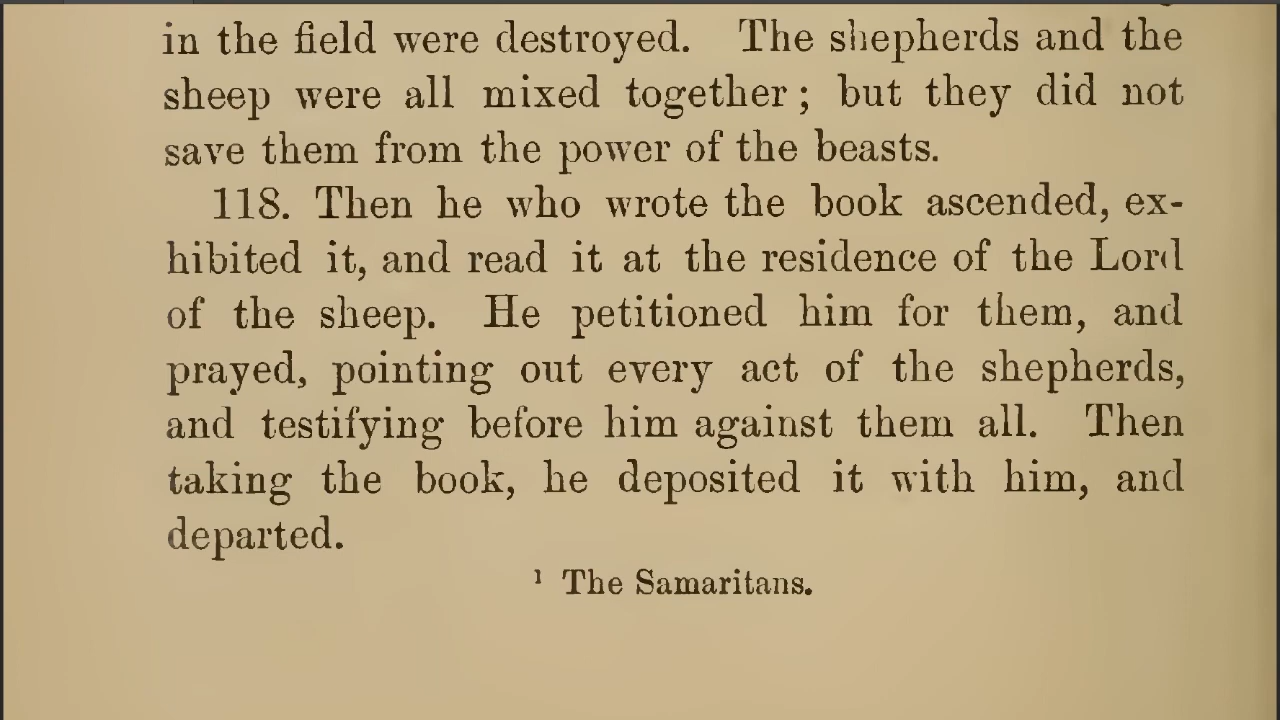 in the field were destroyed. The shepherds and the
sheep were all mixed together; but they did not
save them from the power of the beasts.
118. Then he who wrote the book ascended, ex-
hibited it, and read it at the residence of the Lord
of the sheep. He petitioned him for them, and
prayed, pointing out every act of the shepherds,
and testifying before him against them all. Then
taking the book, he deposited it with him, and
departed.
¹ The Samaritans.